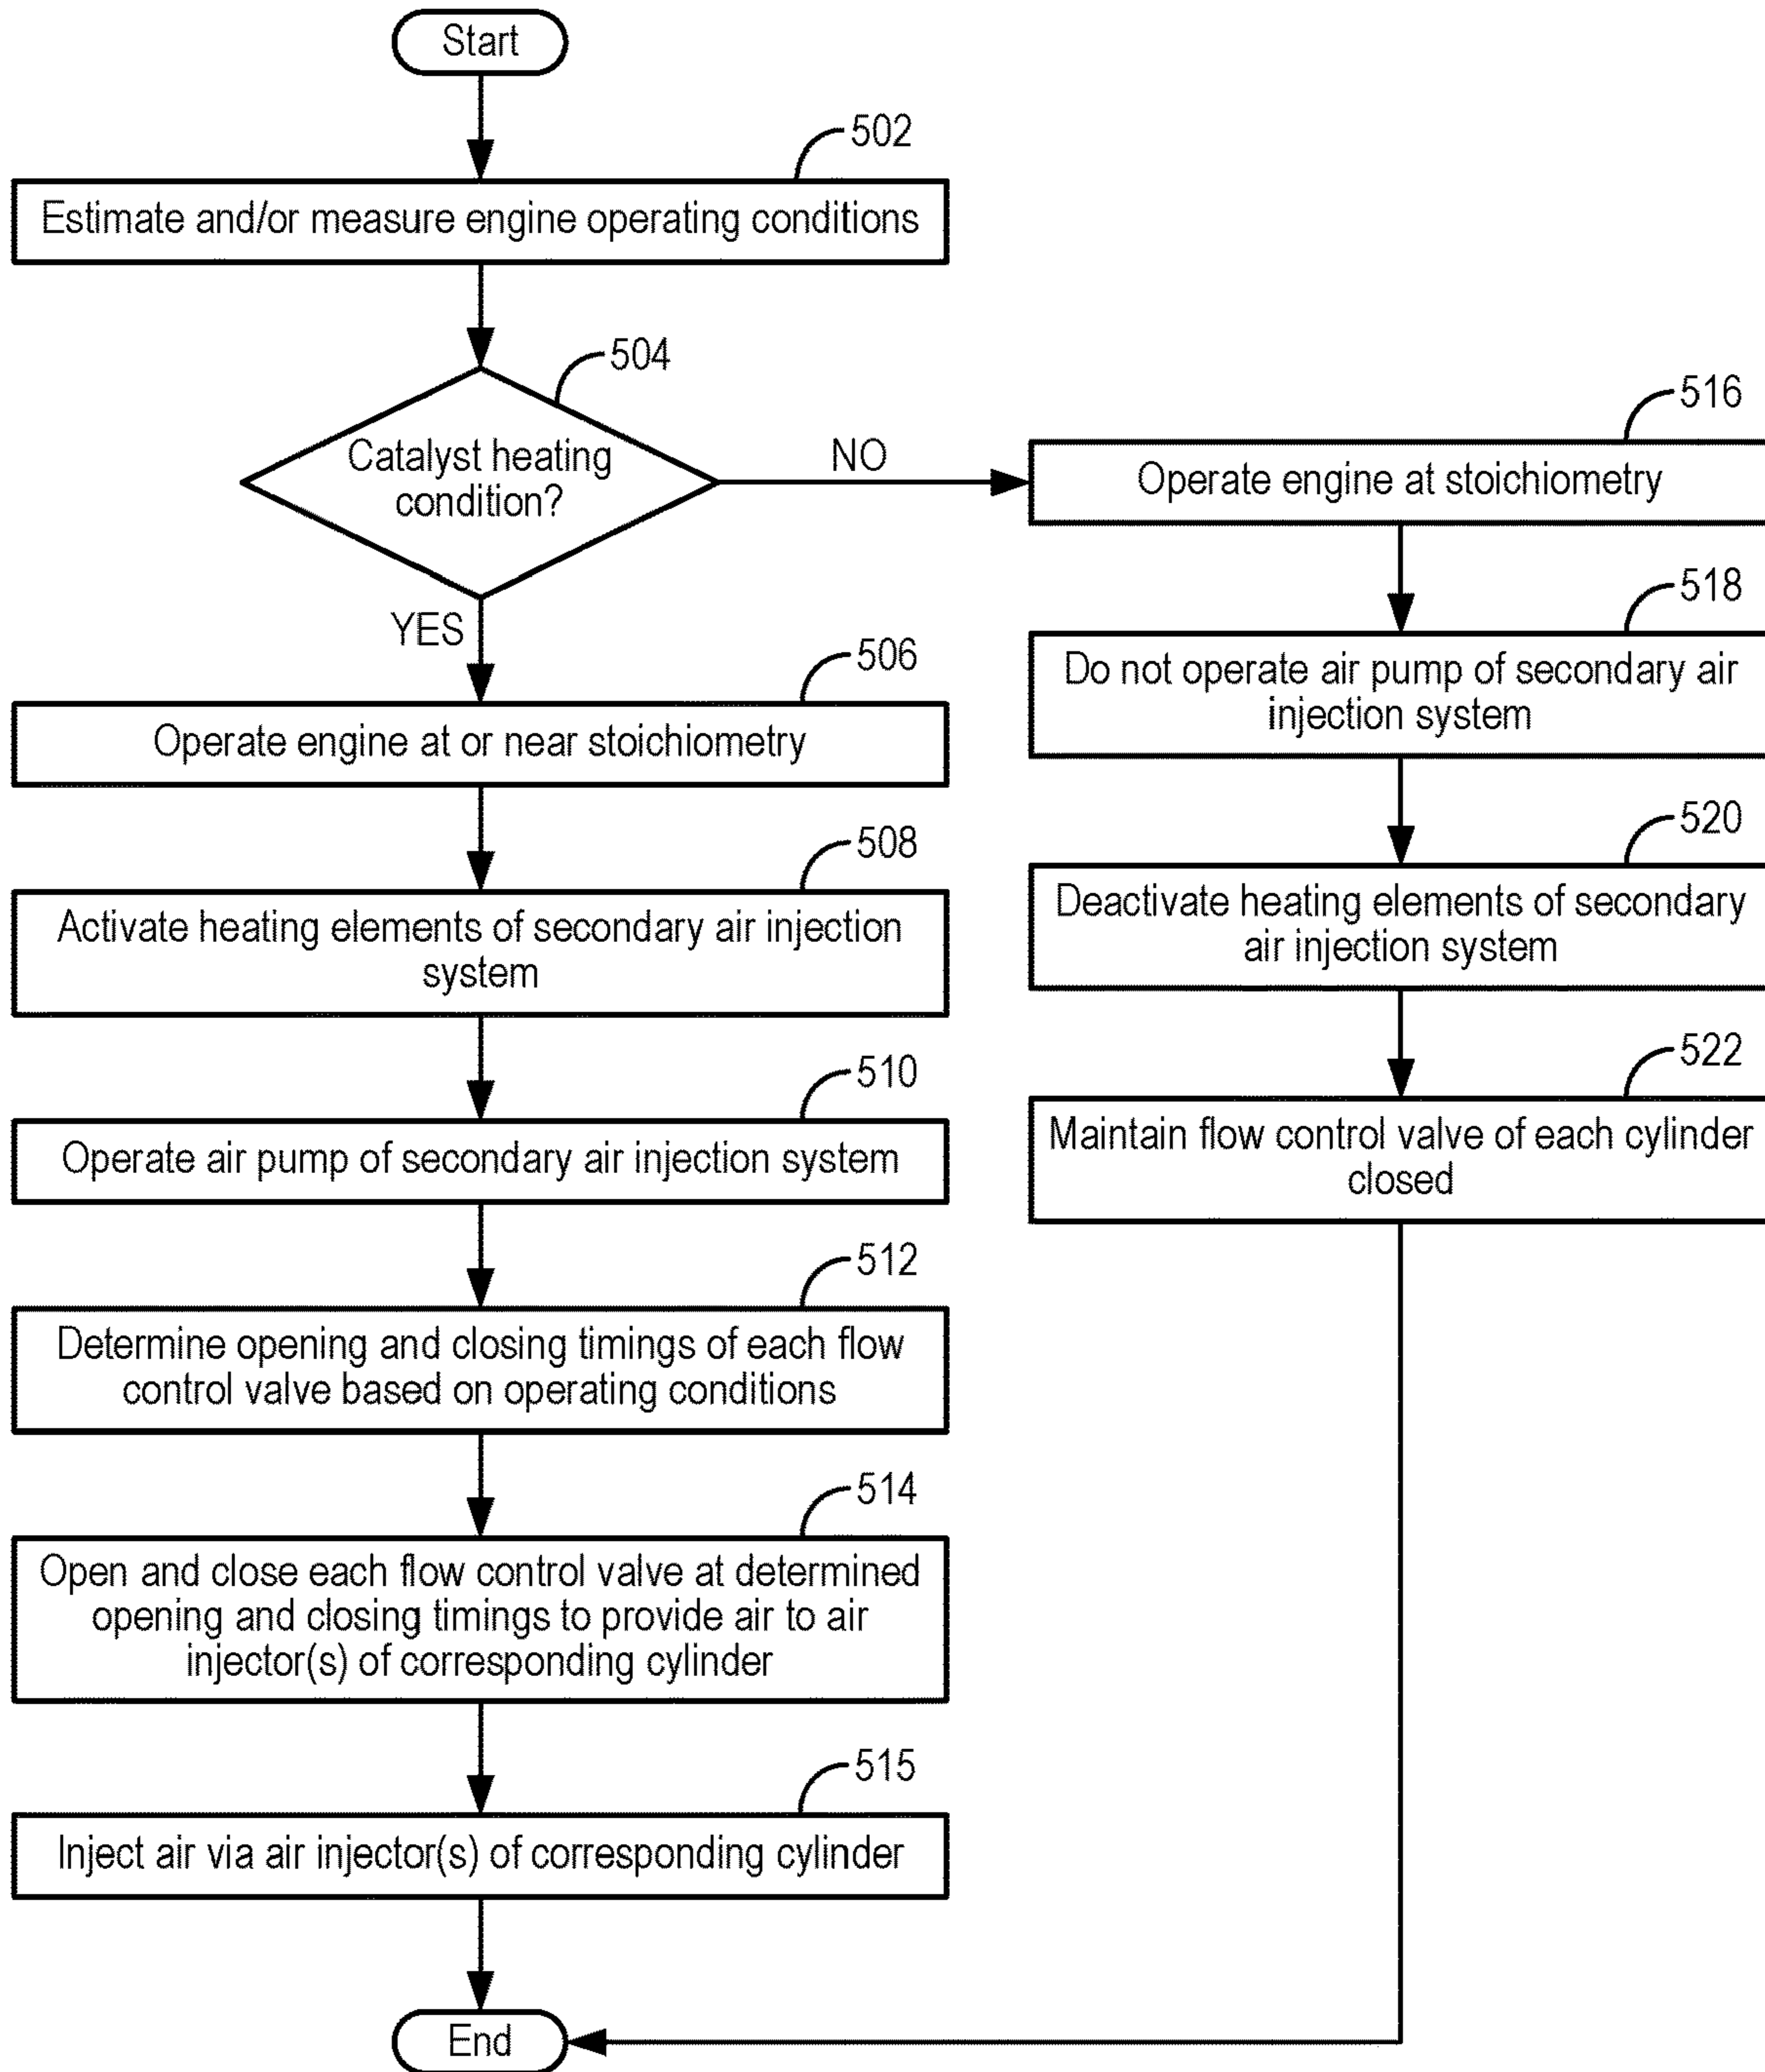 Start
502
Estimate and/or measure engine operating conditions
504
Catalyst heating
condition?
NO
YES
506
Operate engine at or near stoichiometry
508
Activate heating elements of secondary air injection
system
510
Operate air pump of secondary air injection system
512
Determine opening and closing timings of each flow
control valve based on operating conditions
514
Open and close each flow control valve at determined
opening and closing timings to provide air to air
injector(s) of corresponding cylinder
515
Inject air via air injector(s) of corresponding cylinder
516
Operate engine at stoichiometry
518
Do not operate air pump of secondary air
injection system
520
Deactivate heating elements of secondary
air injection system
522
Maintain flow control valve of each cylinder
closed
End